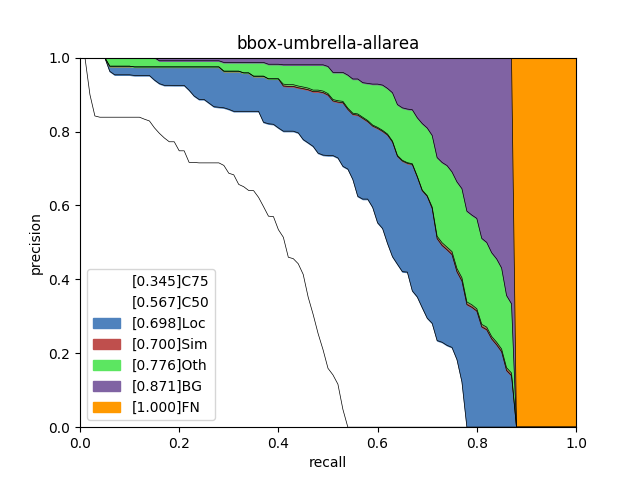 bbox-umbrella-allarea
precision
1.0
0.8
0.6
0.4
0.2
0.0
[0.345]C75
[0.567]C50
[0.698]Loc
[0.700]Sim
[0.776]Oth
[0.871]BG
[1.000]FN
0.0 0.2 0.4 0.6 0.8 1.0
recall